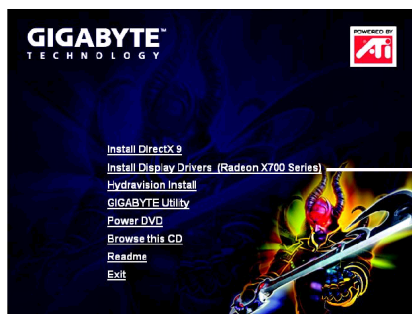 GIGABYTE™
TECHNOLOGY
POWERED BY
ATI
Install DirectX 9
Install Display Drivers (Radeon X700 Series)
Hydravision Install
GIGABYTE Utility
Power DVD
Browse this CD
Readme
Exit